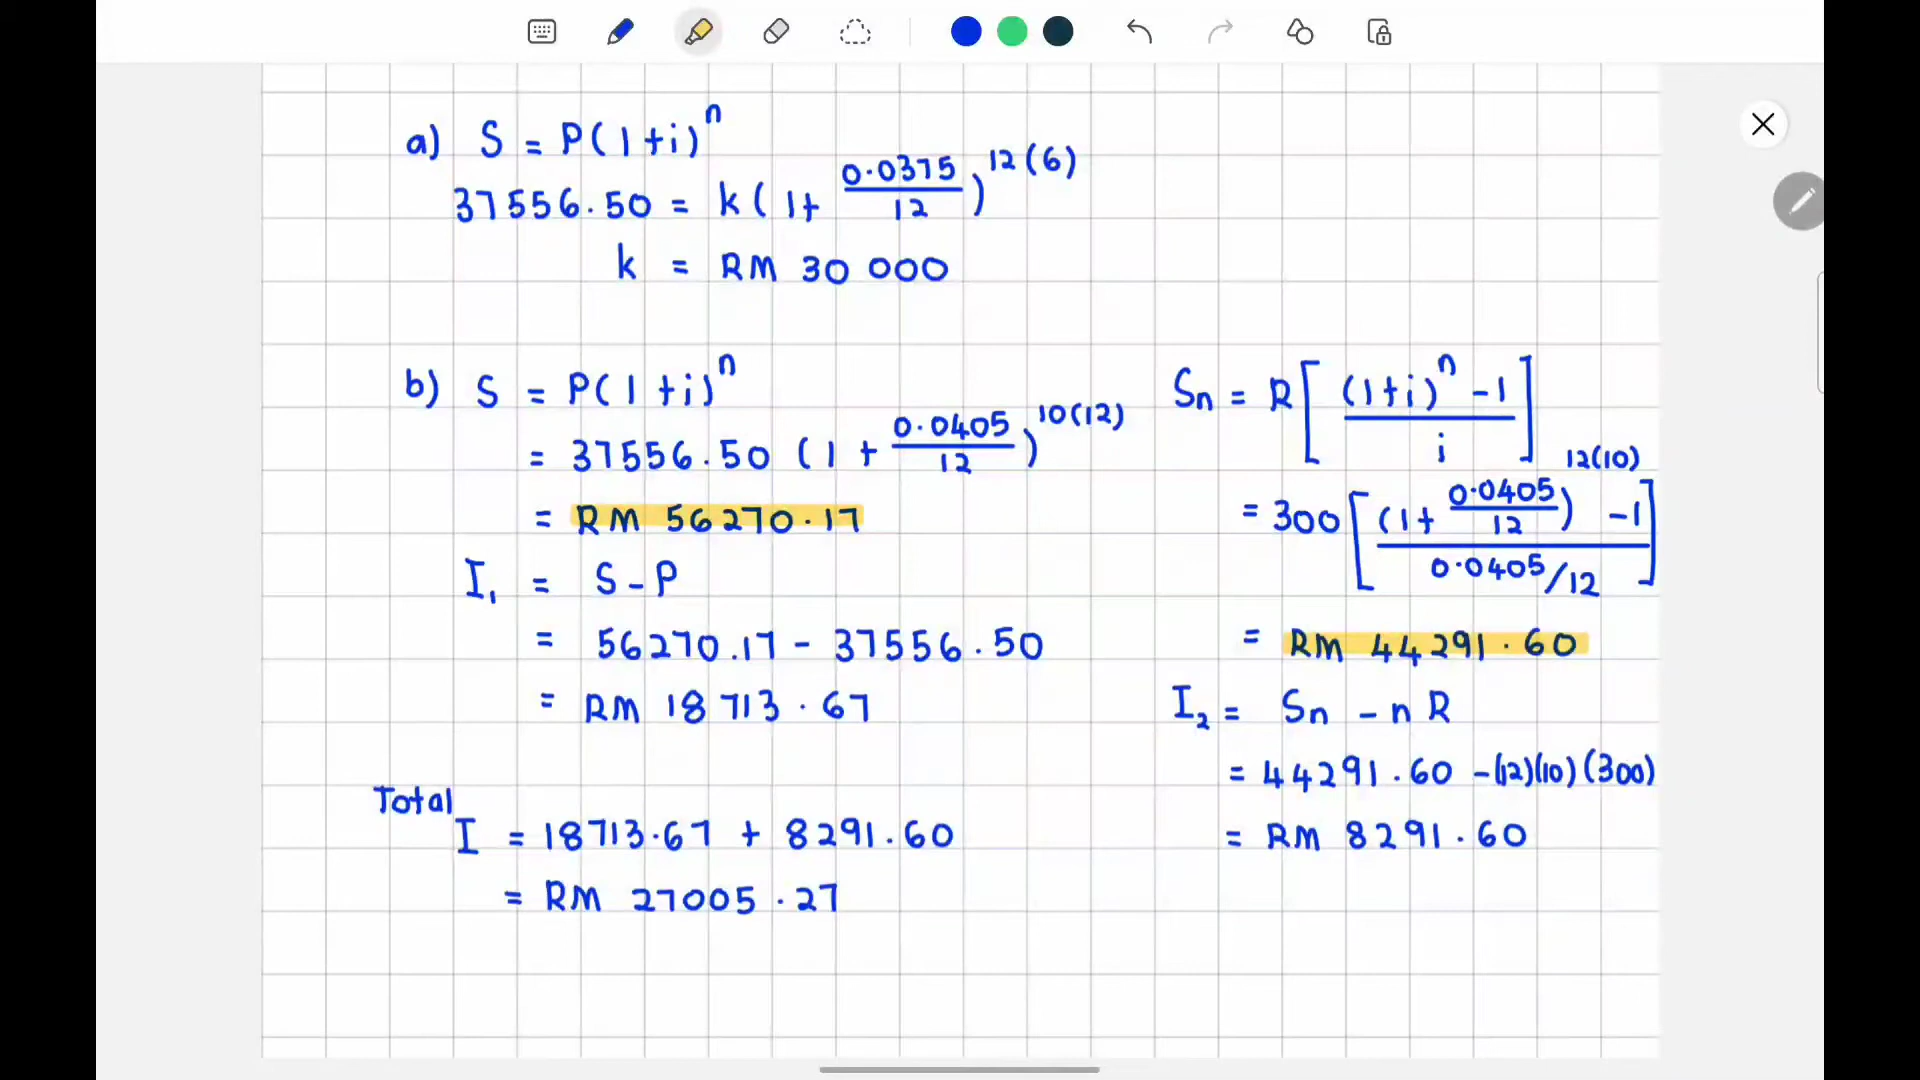 a) S = P(1+i)^n
37556.50 = k(1+ 0.0375/12)^12(6)
k = RM 30 000
b) S = P(1+i)^n
= 37556.50 (1 + 0.0405/12)^10(12)
= RM 56270.17
I₁ = S - P
= 56270.17 - 37556.50
= RM 18713.67
Total I = 18713.67 + 8291.60
= RM 27005.27
Sn = R[((1+i)^n - 1)/i]
= 300[((1+ 0.0405/12)^12(10) - 1)/(0.0405/12)]
= RM 44291.60
I₂ = Sn - nR
= 44291.60 - (12)(10)(300)
= RM 8291.60